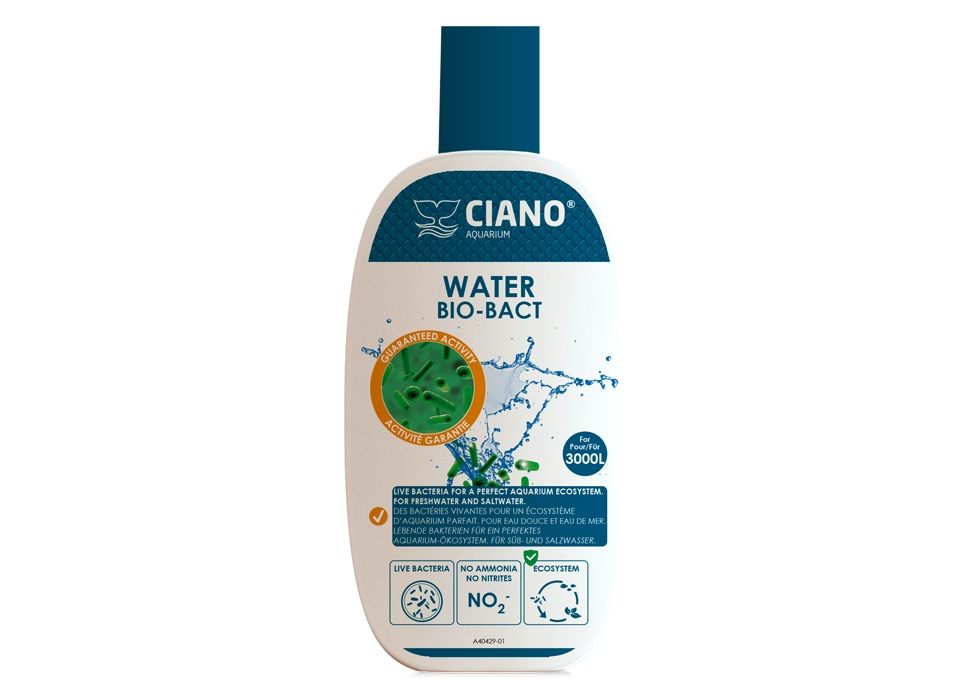 CIANO®
AQUARIUM
WATER
BIO-BACT
GUARANTEED ACTIVITY
ACTIVITÉ GARANTIE
For
Pour/Für
3000L
LIVE BACTERIA FOR A PERFECT AQUARIUM ECOSYSTEM.
FOR FRESHWATER AND SALTWATER.
DES BACTÉRIES VIVANTES POUR UN ÉCOSYSTÈME
D'AQUARIUM PARFAIT. POUR EAU DOUCE ET EAU DE MER.
LEBENDE BAKTERIEN FÜR EIN PERFEKTES
AQUARIUM-ÖKOSYSTEM. FÜR SÜß- UND SALZWASSER.
LIVE BACTERIA
NO AMMONIA
NO NITRITES
NO₂⁻
ECOSYSTEM
A40429-01